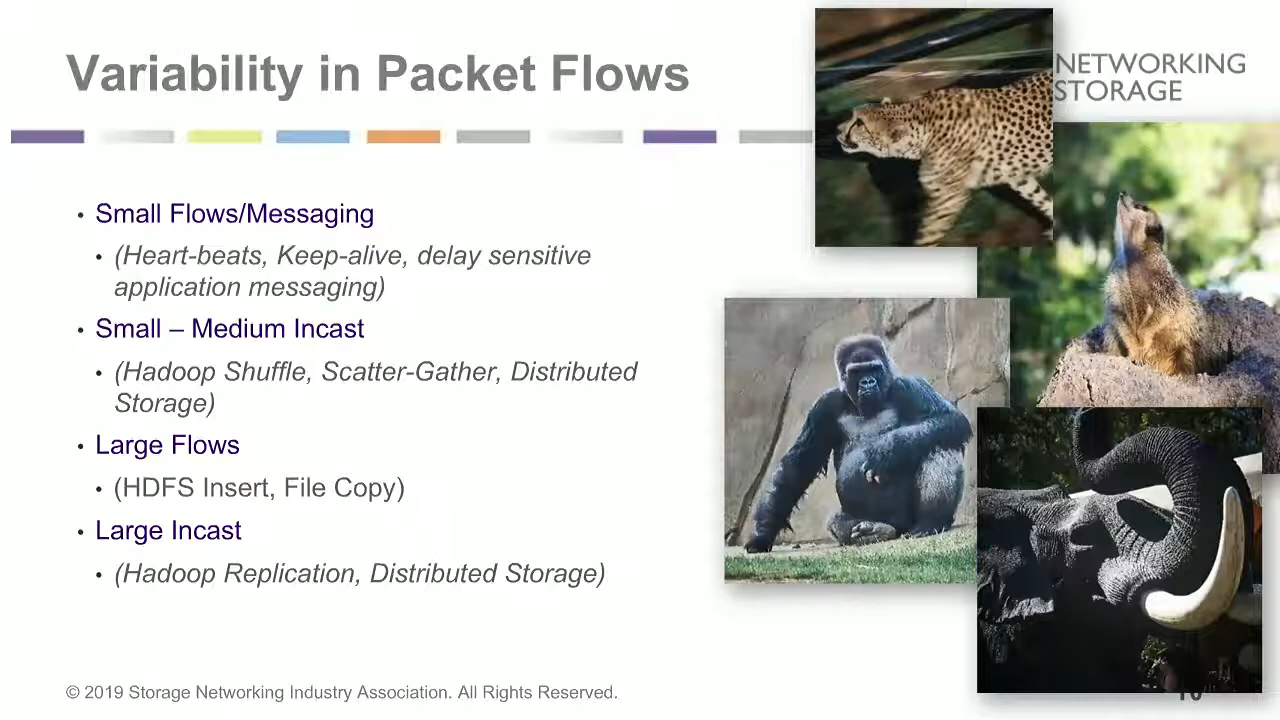 Variability in Packet Flows
NETWORKING
STORAGE
• Small Flows/Messaging
• (Heart-beats, Keep-alive, delay sensitive
application messaging)
• Small – Medium Incast
• (Hadoop Shuffle, Scatter-Gather, Distributed
Storage)
• Large Flows
• (HDFS Insert, File Copy)
• Large Incast
• (Hadoop Replication, Distributed Storage)
© 2019 Storage Networking Industry Association. All Rights Reserved.